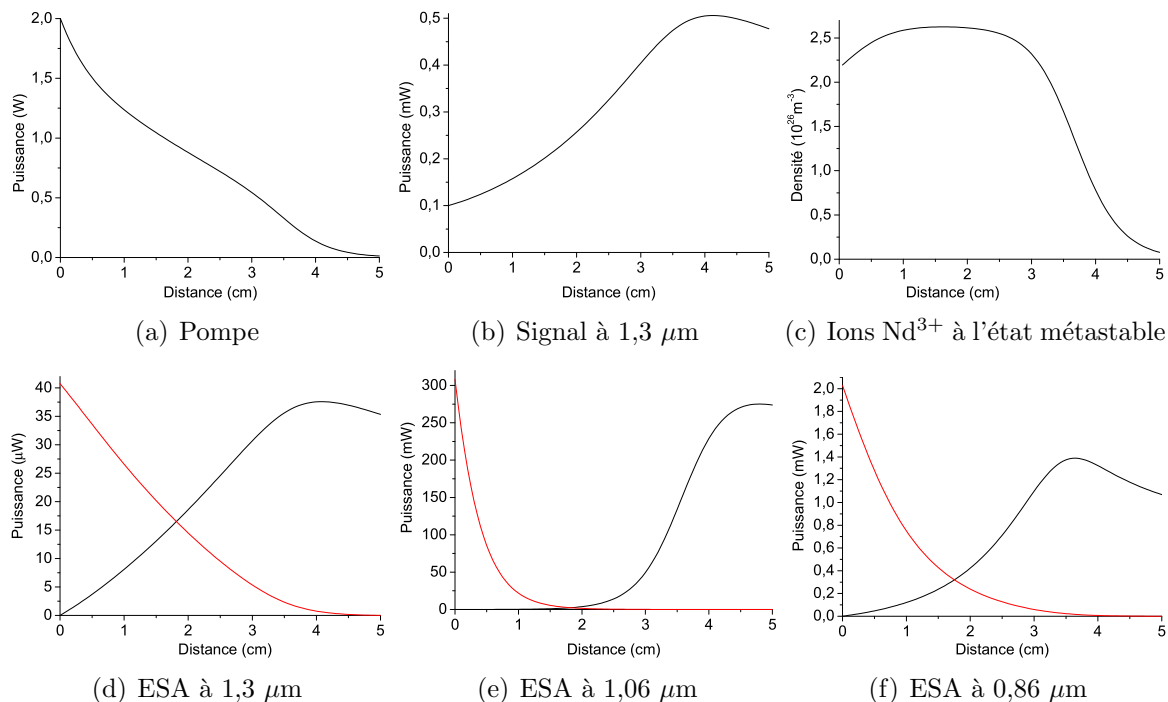 2,0
1,5
1,0
0,5
0,0
0 1 2 3 4 5
Puissance (W)
Distance (cm)
(a) Pompe
0,5
0,4
0,3
0,2
0,1
0,0
0 1 2 3 4 5
Puissance (mW)
Distance (cm)
(b) Signal à 1,3 μm
2,5
2,0
1,5
1,0
0,5
0,0
0 1 2 3 4 5
Densité (10²⁶m⁻³)
Distance (cm)
(c) Ions Nd³⁺ à l'état métastable
40
35
30
25
20
15
10
5
0
0 1 2 3 4 5
Puissance (μW)
Distance (cm)
(d) ESA à 1,3 μm
300
250
200
150
100
50
0
0 1 2 3 4 5
Puissance (mW)
Distance (cm)
(e) ESA à 1,06 μm
2,0
1,8
1,6
1,4
1,2
1,0
0,8
0,6
0,4
0,2
0,0
0 1 2 3 4 5
Puissance (mW)
Distance (cm)
(f) ESA à 0,86 μm